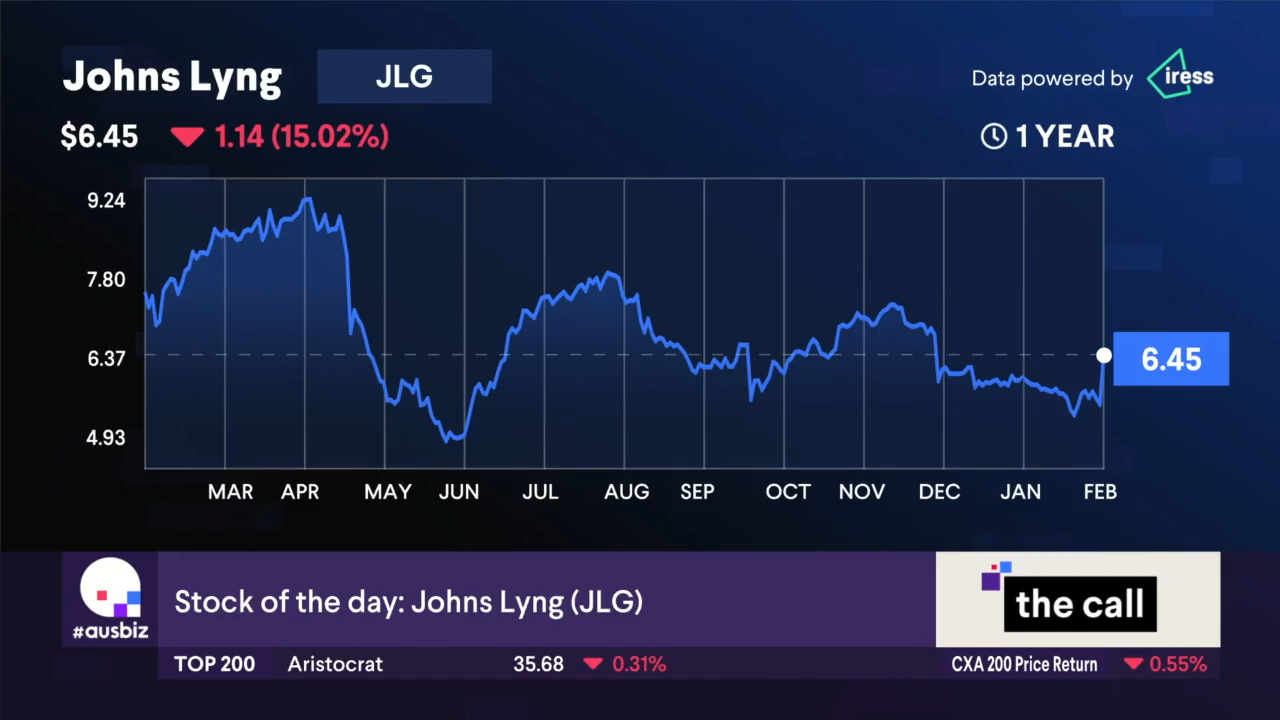 Johns Lyng JLG
Data powered by iress
$6.45 1.14 (15.02%)
1 YEAR
9.24
7.80
6.37
4.93
6.45
MAR APR MAY JUN JUL AUG SEP OCT NOV DEC JAN FEB
#ausbiz
Stock of the day: Johns Lyng (JLG)
the call
TOP 200 Aristocrat 35.68 0.31% CXA 200 Price Return 0.55%